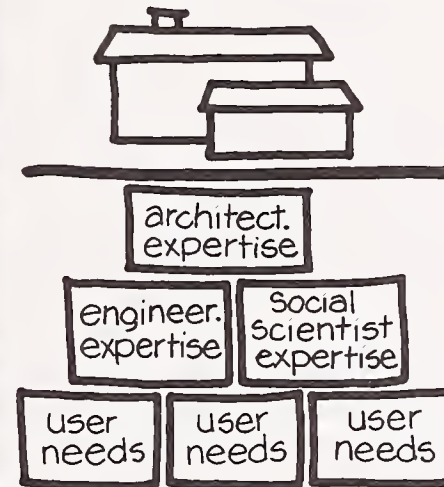 architect.
expertise
engineer.
expertise
social
scientist
expertise
user
needs
user
needs
user
needs